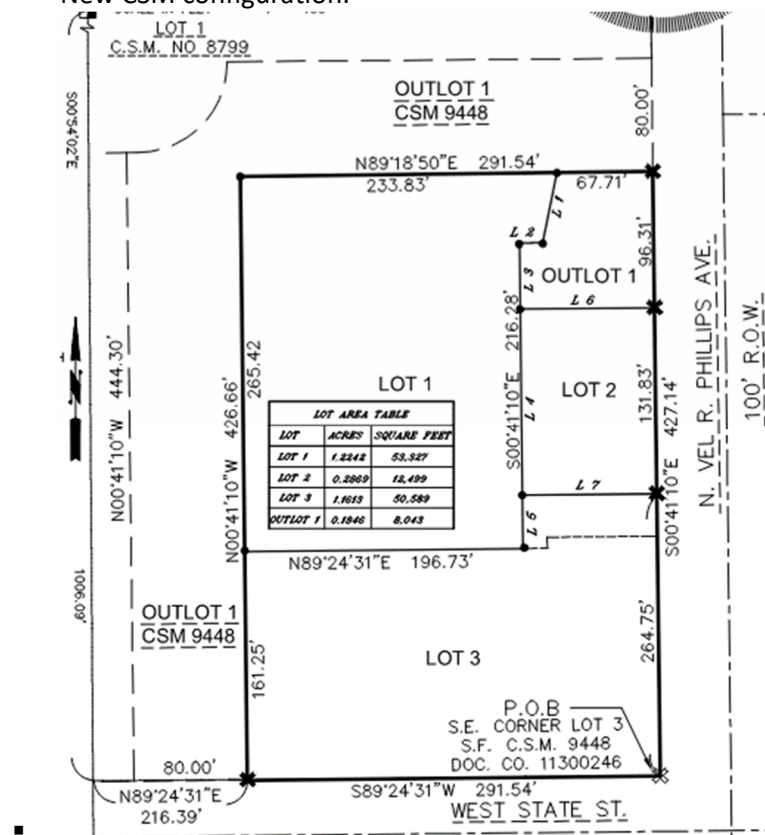 New CSM configuration:
LOT 1
C.S.M. NO 8799
OUTLOT 1
CSM 9448
80.00'
S00°54'02"E
N89°18'50"E 291.54'
233.83'
67.71'
L 1
L 2
L 3
96.31'
OUTLOT 1
L 6
216.28'
N. VEL R. PHILLIPS AVE.
100' R.O.W.
N
N00°41'10"W 444.30'
N00°41'10"W 426.66'
265.42
LOT 1
LOT 2
L 4
S00°41'10"E
131.83'
S00°41'10"E 427.14'
LOT AREA TABLE
LOT ACRES SQUARE FEET
LOT 1 1.2242 53,327
LOT 2 0.2869 12,499
LOT 3 1.1613 50,589
OUTLOT 1 0.1846 8,043
L 7
L 5
N89°24'31"E 196.73'
1006.09'
OUTLOT 1
CSM 9448
161.25'
LOT 3
264.75'
P.O.B
S.E. CORNER LOT 3
S.F. C.S.M. 9448
DOC. CO. 11300246
80.00'
N89°24'31"E
216.39'
S89°24'31"W 291.54'
WEST STATE ST.